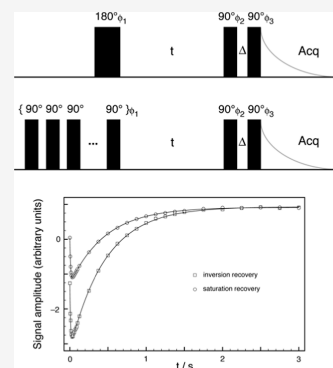 180°ϕ1 90°ϕ2 90°ϕ3
t Δ Acq
{ 90° 90° 90° 90° }ϕ1 90°ϕ2 90°ϕ3
... t Δ Acq
Signal amplitude (arbitrary units)
0
-2
inversion recovery
saturation recovery
0 1 2 3
t / s